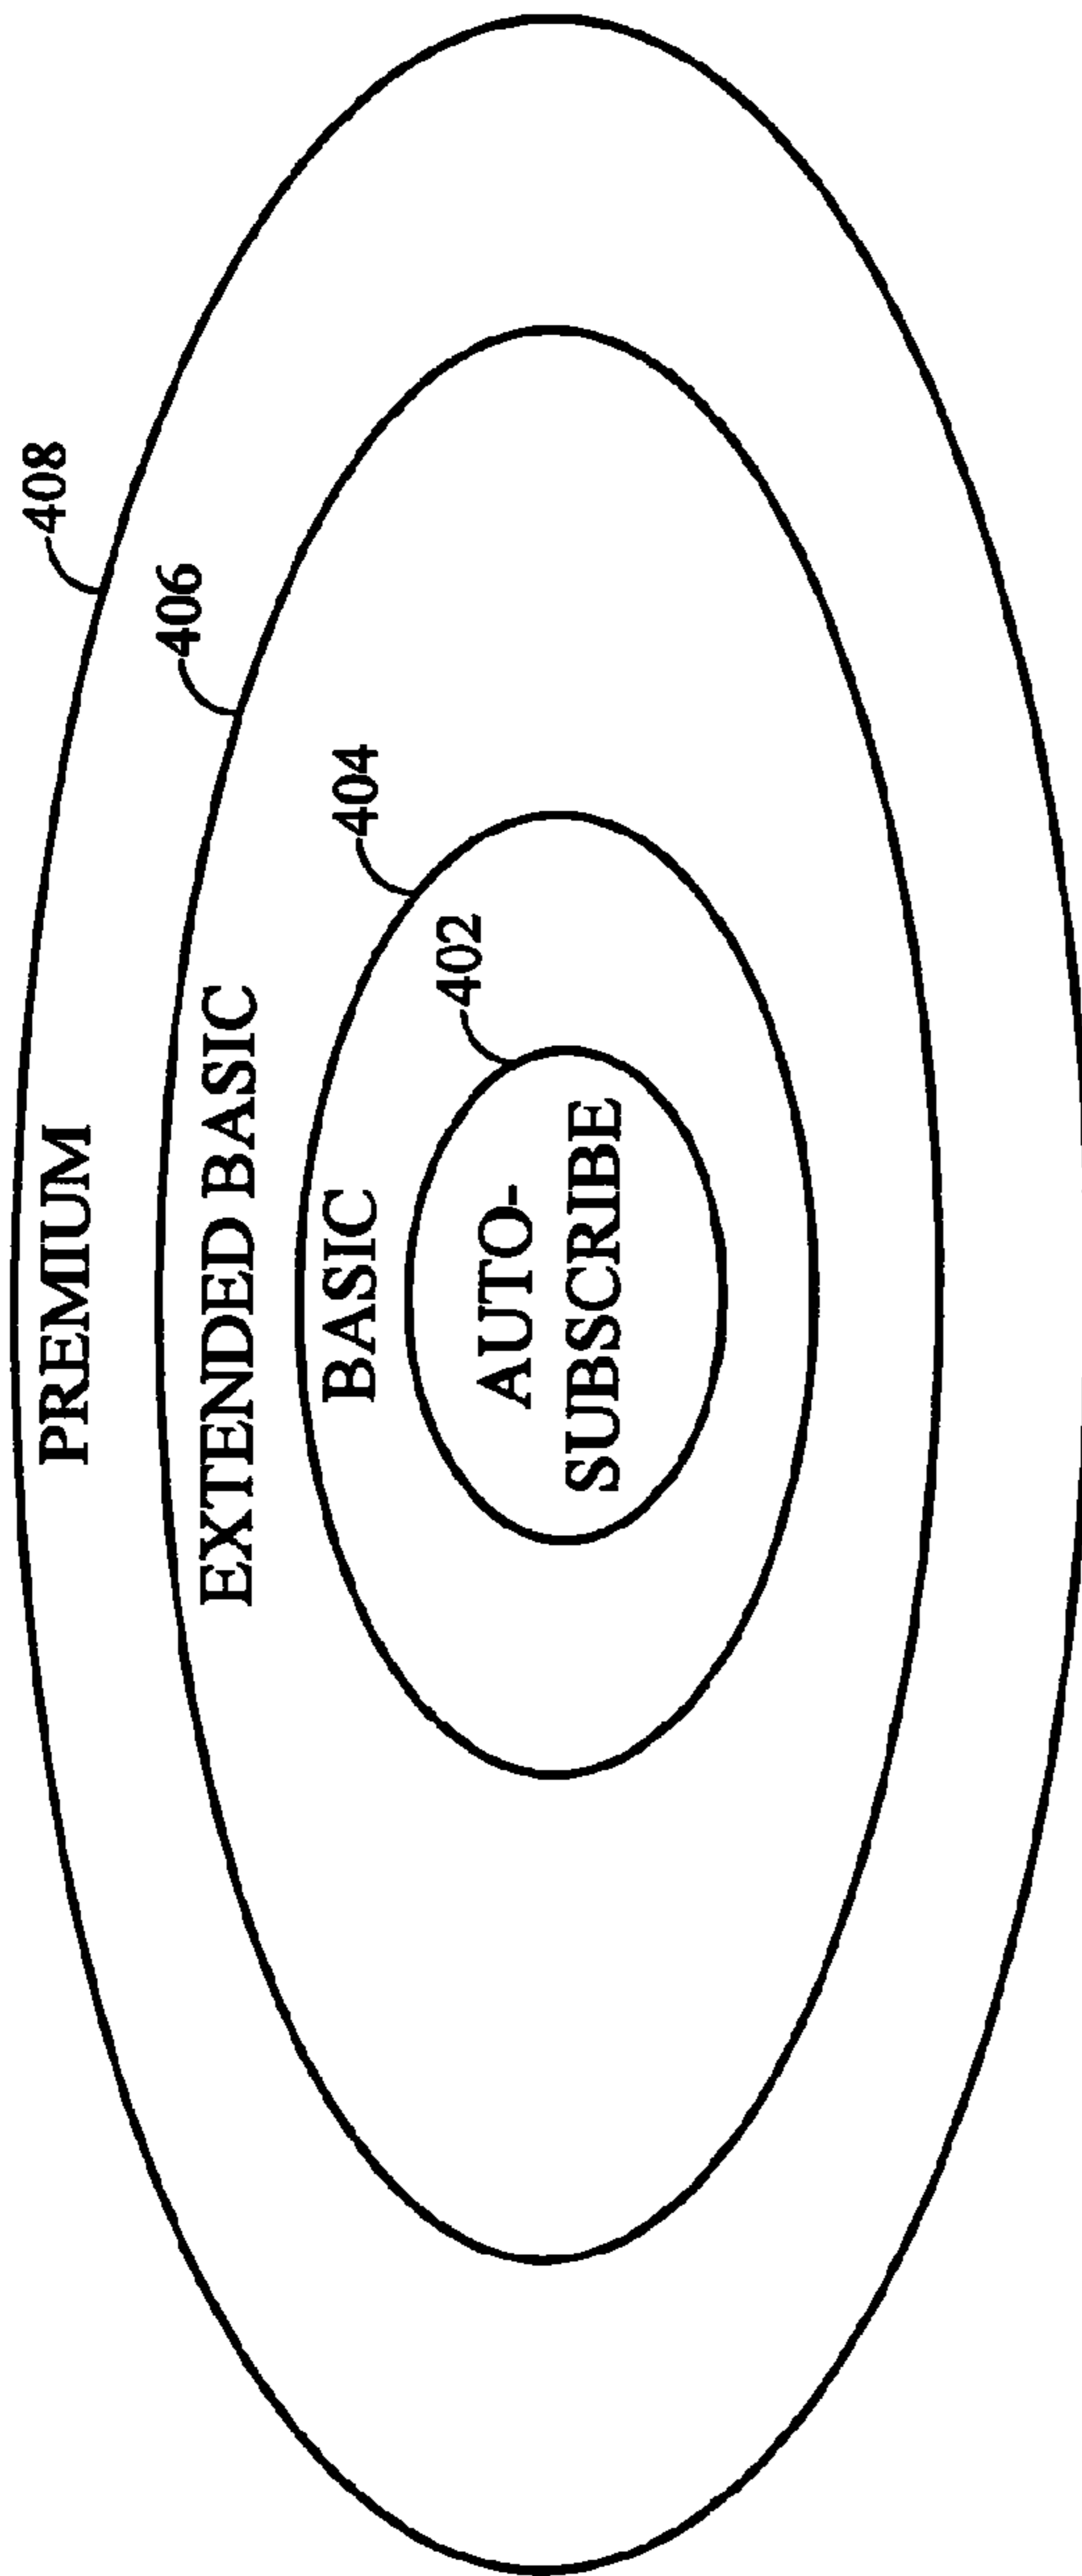 PREMIUM
408
EXTENDED BASIC
406
BASIC
404
402
AUTO-
SUBSCRIBE